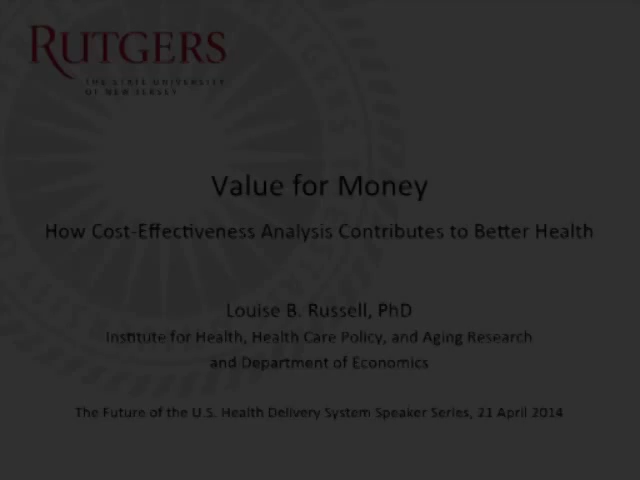 RUTGERS
THE STATE UNIVERSITY
OF NEW JERSEY
Value for Money
How Cost-Effectiveness Analysis Contributes to Better Health
Louise B. Russell, PhD
Institute for Health, Health Care Policy, and Aging Research
and Department of Economics
The Future of the U.S. Health Delivery System Speaker Series, 21 April 2014